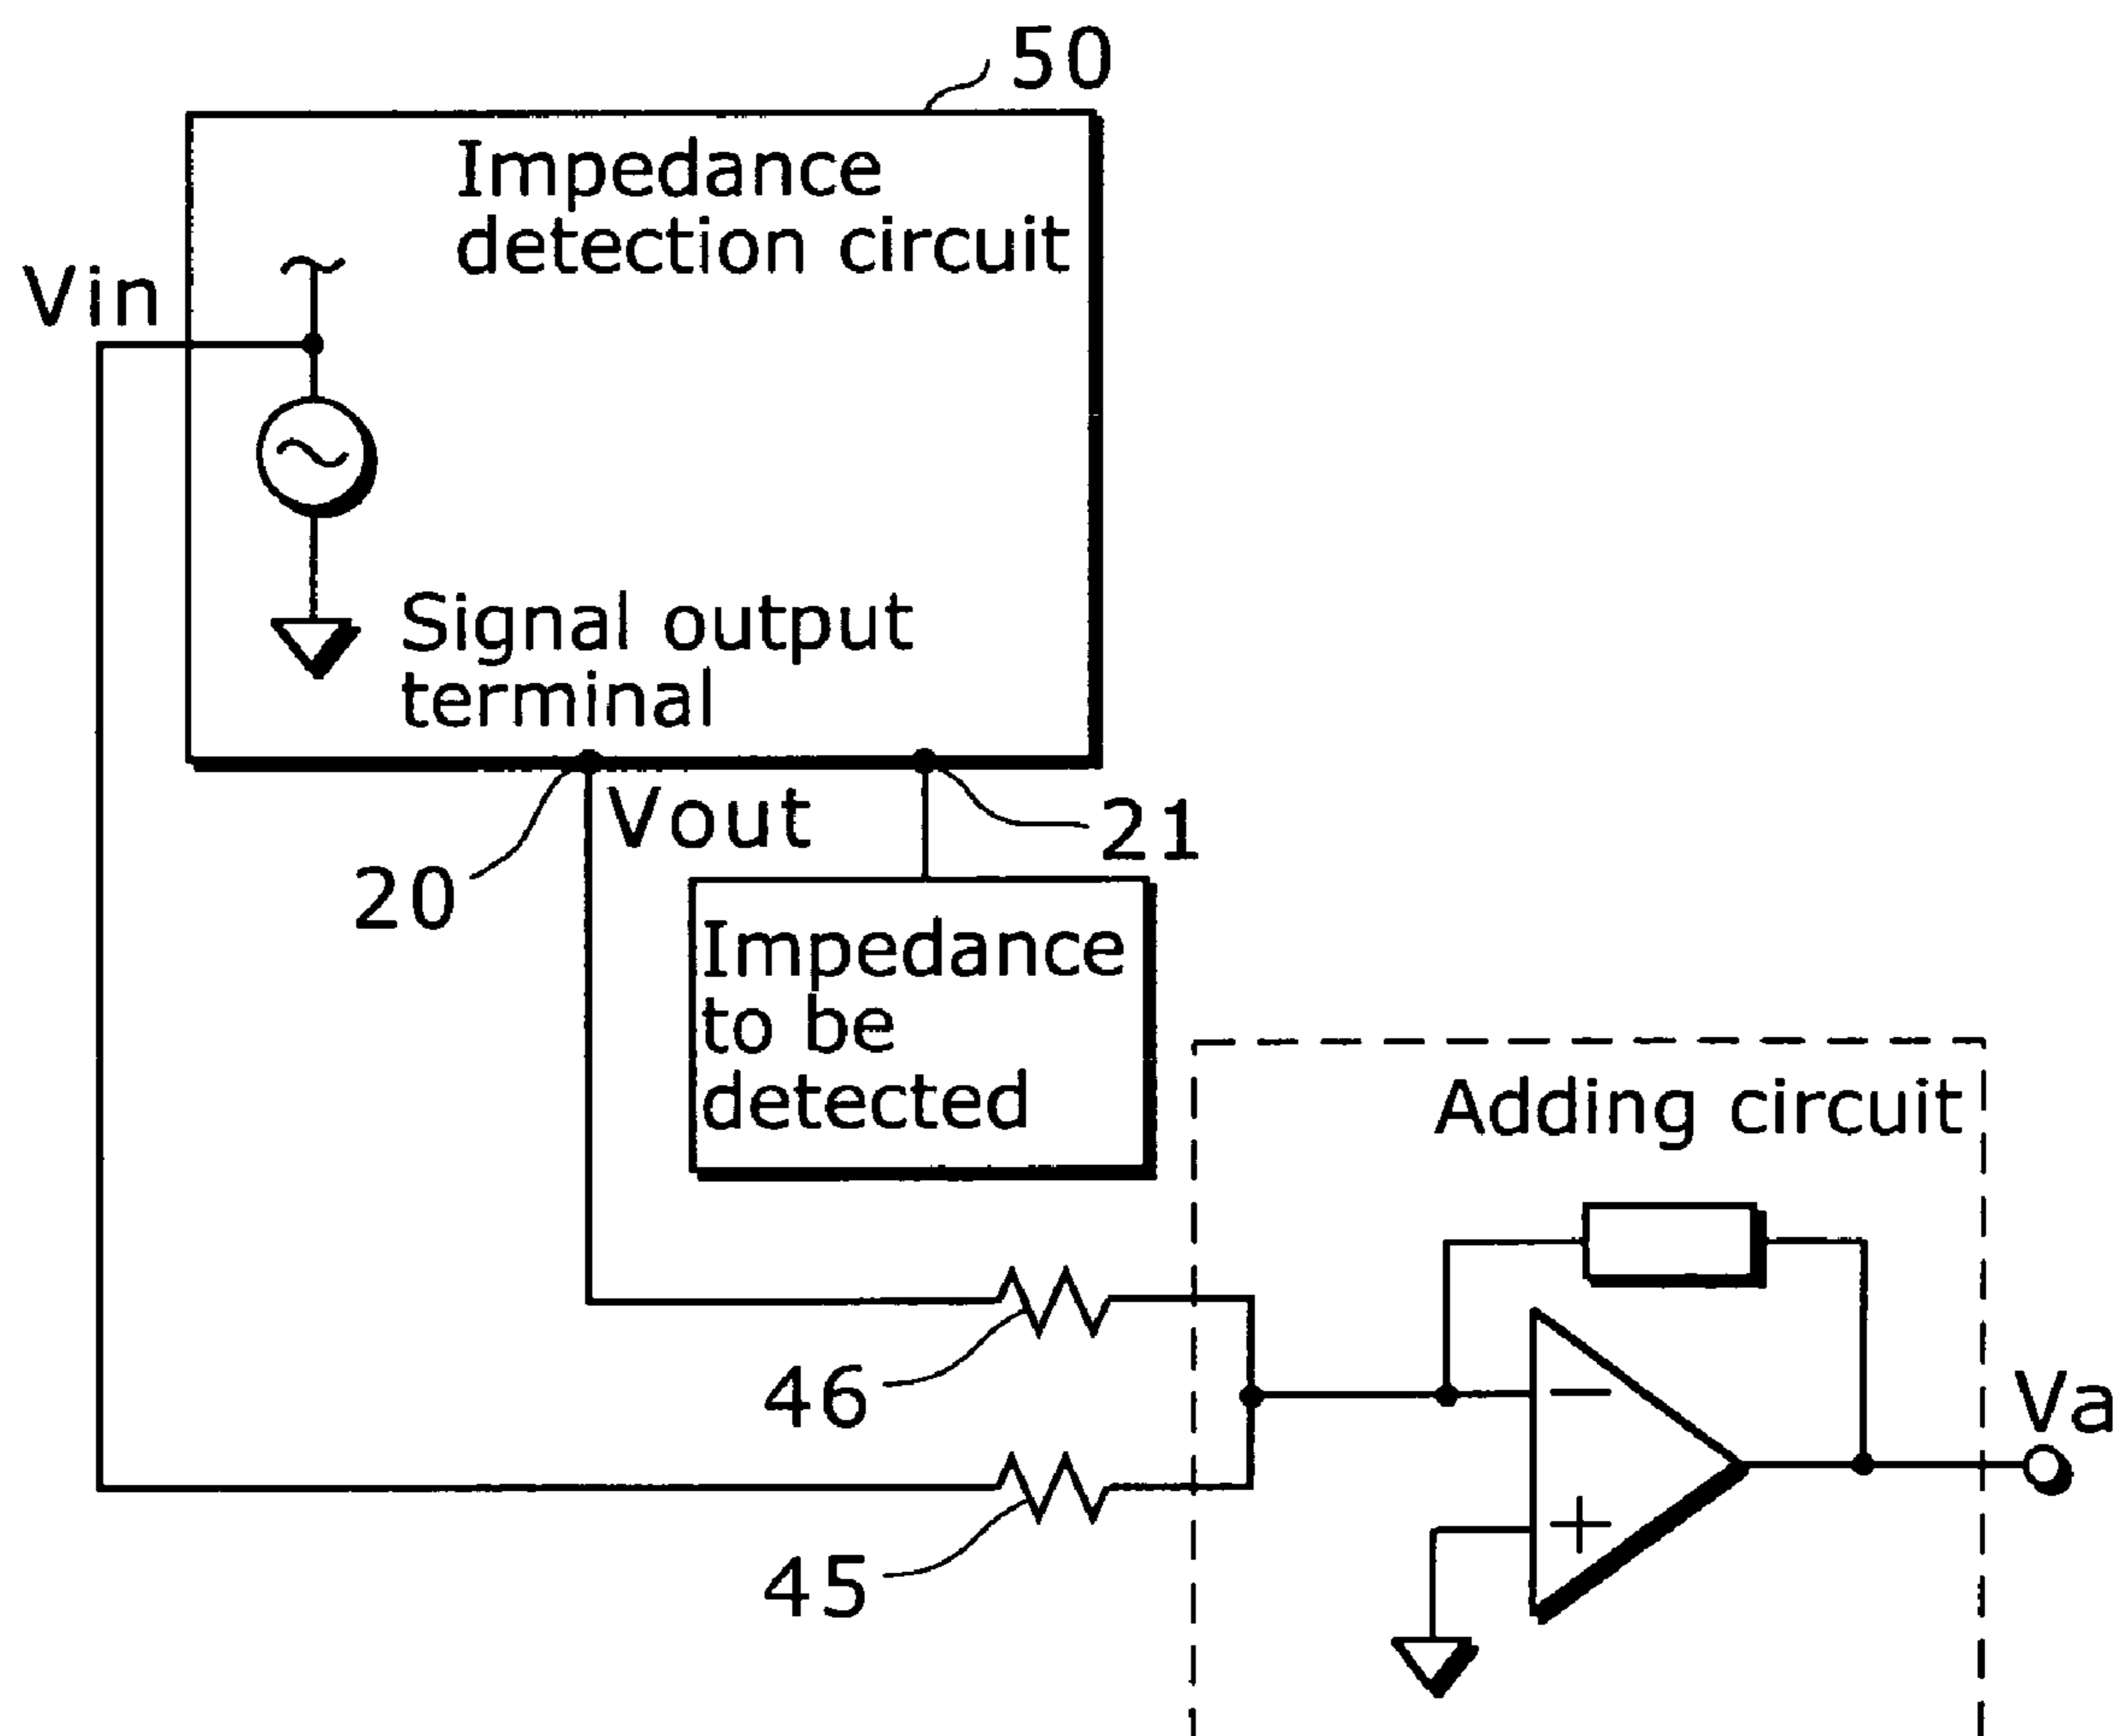 50
Impedance
detection circuit
Vin
Signal output
terminal
Vout
21
20
Impedance
to be
detected
Adding circuit
46
Va
45